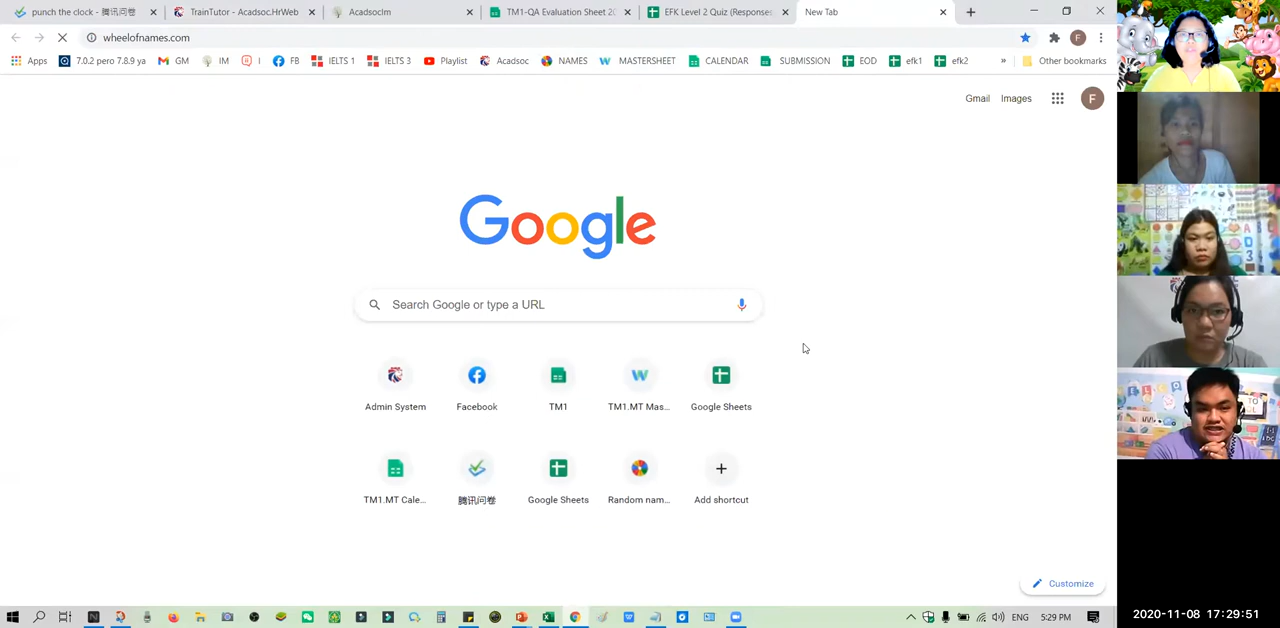 punch the clock - 腾讯问卷
TrainTutor - Acadsoc.HrWeb
AcadsocIm
TM1-QA Evaluation Sheet 20
EFK Level 2 Quiz (Responses
New Tab
wheelofnames.com
F
Apps
7.0.2 pero 7.8.9 ya
GM
IM
I
FB
IELTS 1
IELTS 3
Playlist
Acadsoc
NAMES
MASTERSHEET
CALENDAR
SUBMISSION
EOD
efk1
efk2
»
Other bookmarks
Gmail
Images
F
Google
Search Google or type a URL
Admin System
Facebook
TM1
TM1.MT Mas...
Google Sheets
TM1.MT Cale...
腾讯问卷
Google Sheets
Random nam...
Add shortcut
Customize
ENG
5:29 PM
2020-11-08 17:29:51